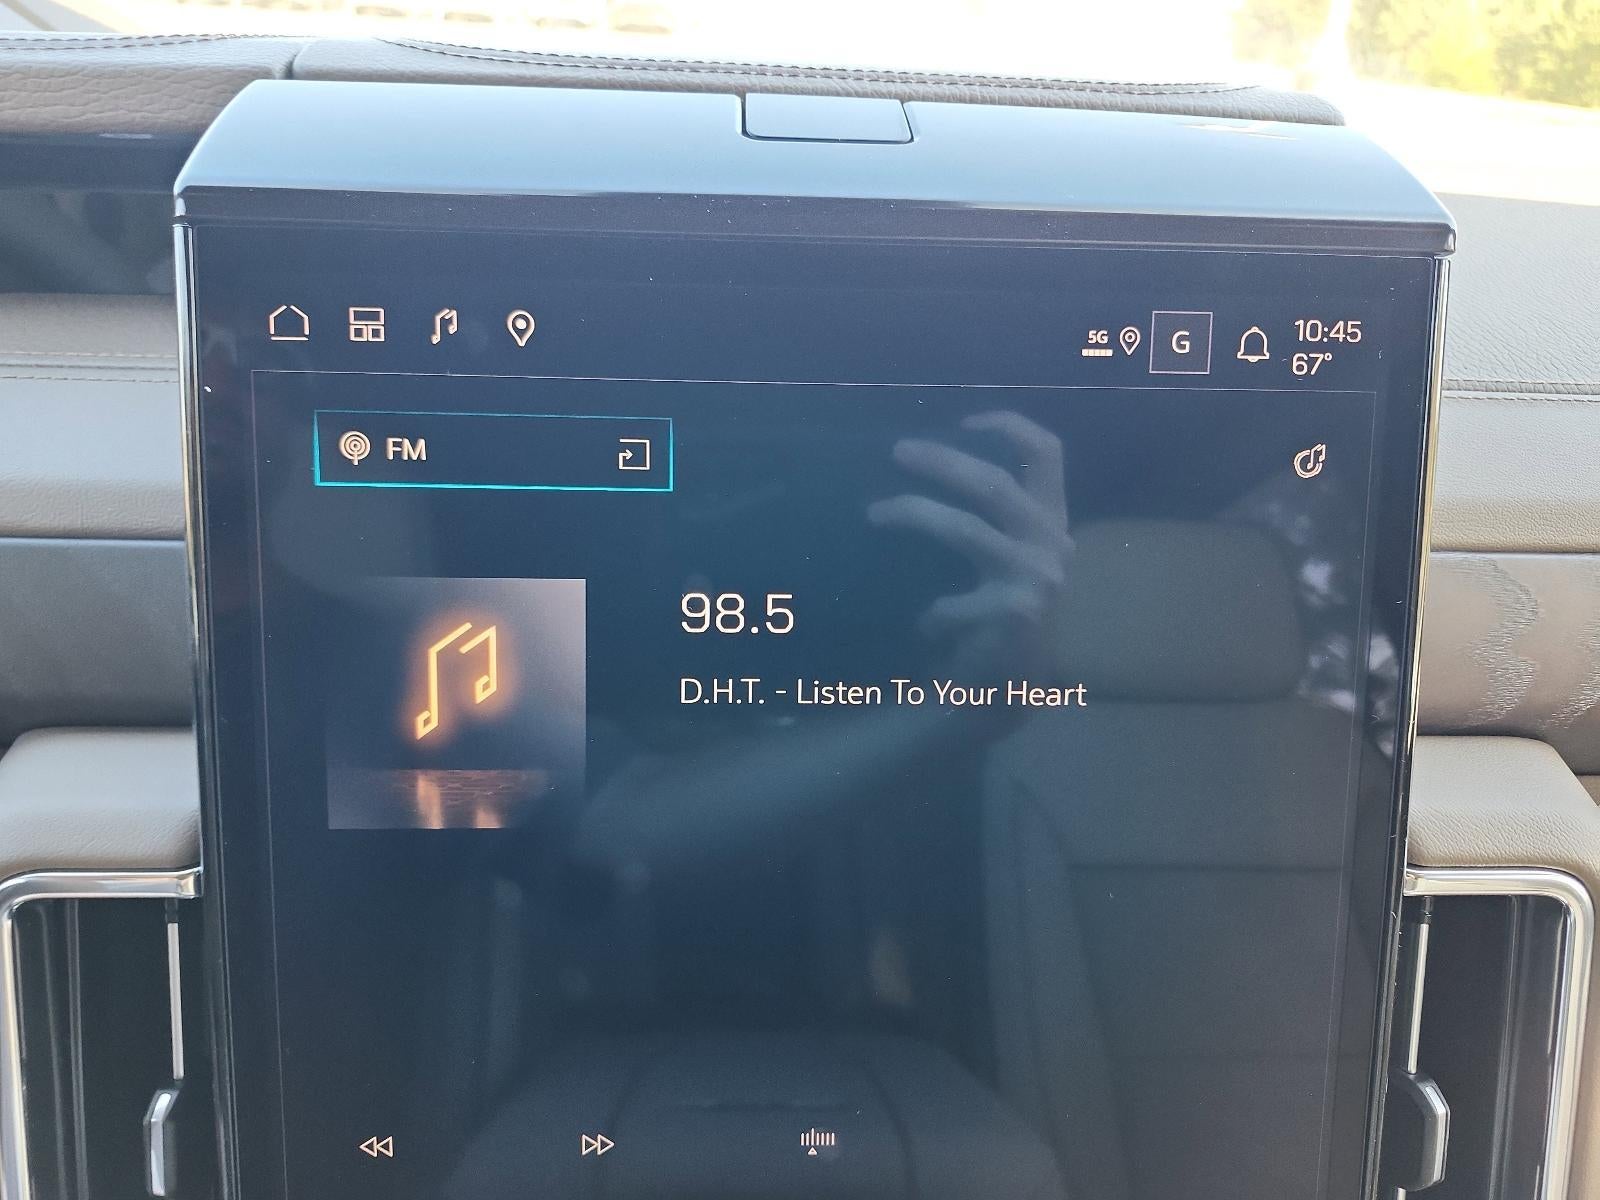 5G
G
10:45
67°
FM
98.5
D.H.T. - Listen To Your Heart